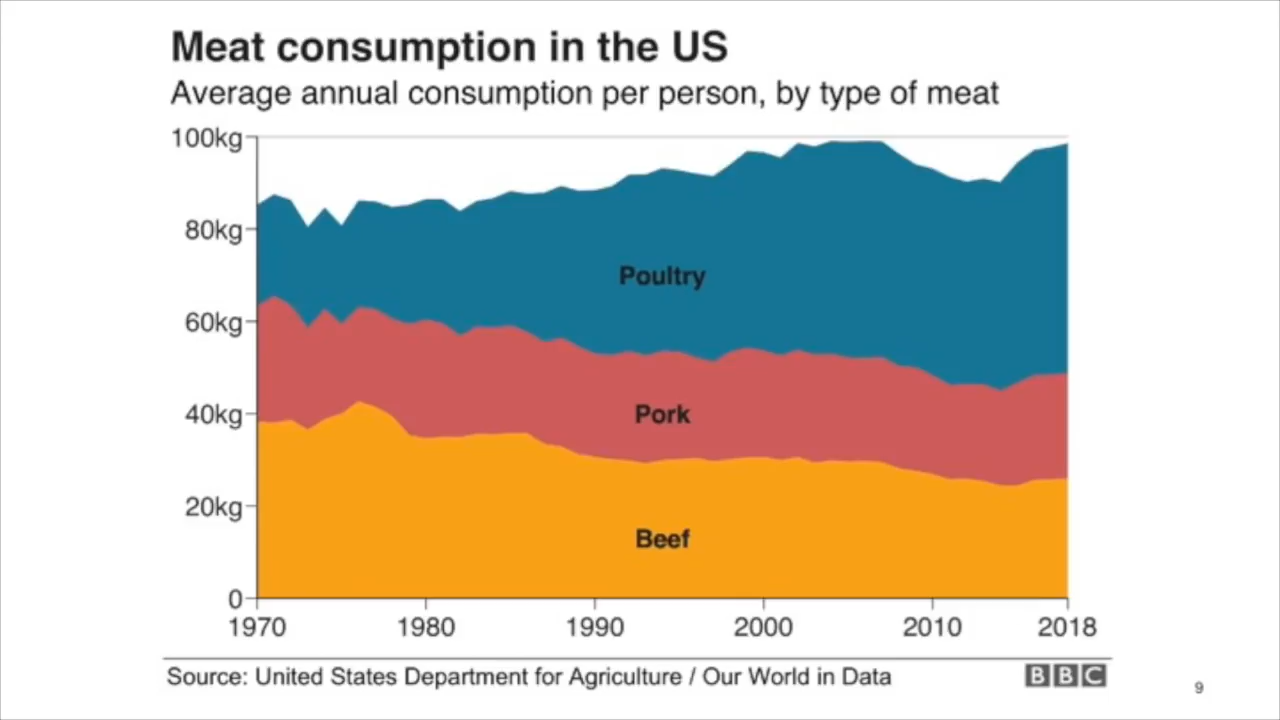 Meat consumption in the US
Average annual consumption per person, by type of meat
100kg
80kg
60kg
40kg
20kg
0
Poultry
Pork
Beef
1970 1980 1990 2000 2010 2018
Source: United States Department for Agriculture / Our World in Data
BBC
9